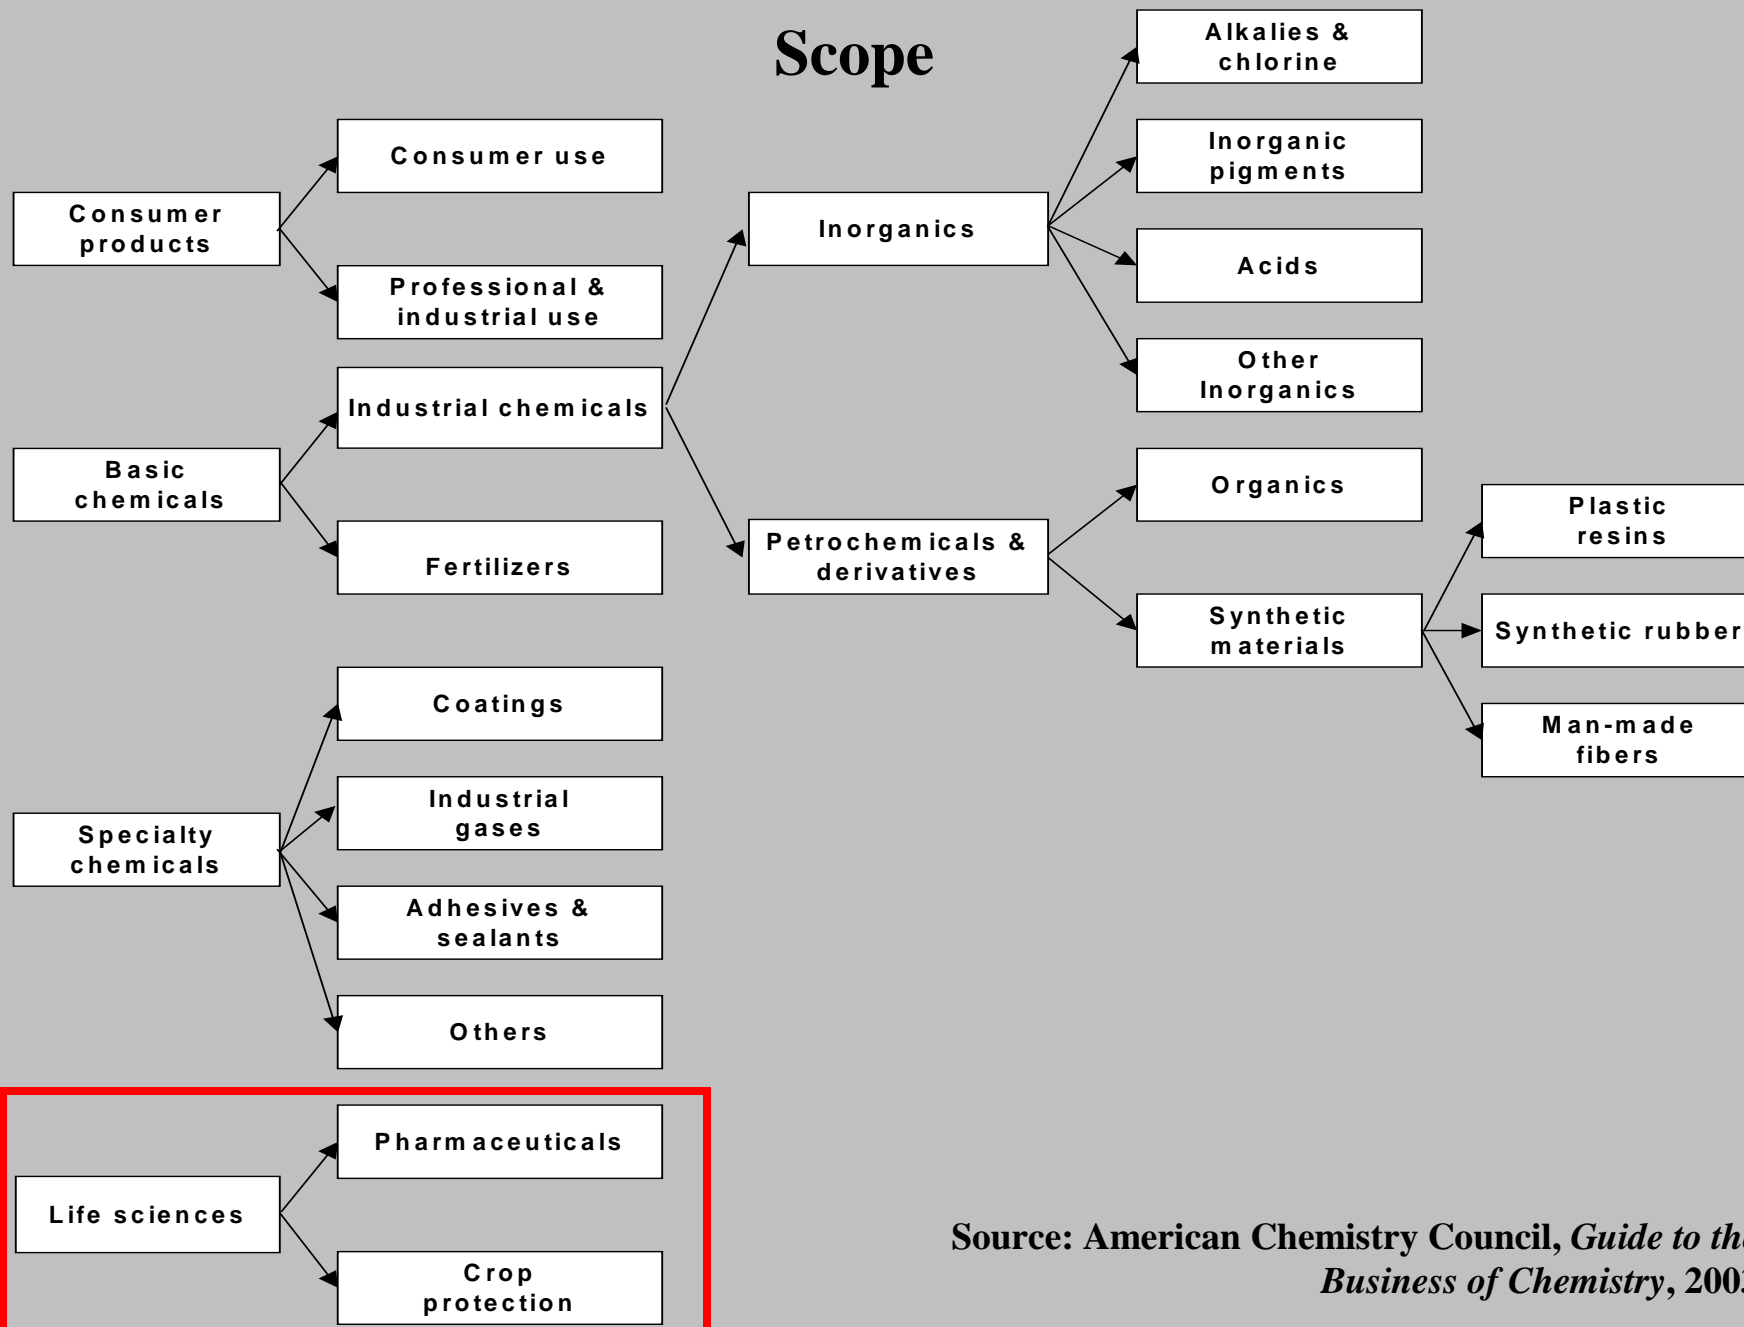 Scope
Consumer
products
Consumer use
Professional &
industrial use
Basic
chemicals
Industrial chemicals
Fertilizers
Inorganics
Alkalies &
chlorine
Inorganic
pigments
Acids
Other
Inorganics
Petrochemicals &
derivatives
Organics
Synthetic
materials
Plastic
resins
Synthetic rubber
Man-made
fibers
Specialty
chemicals
Coatings
Industrial
gases
Adhesives &
sealants
Others
Life sciences
Pharmaceuticals
Crop
protection
Source: American Chemistry Council, Guide to the
Business of Chemistry, 2003